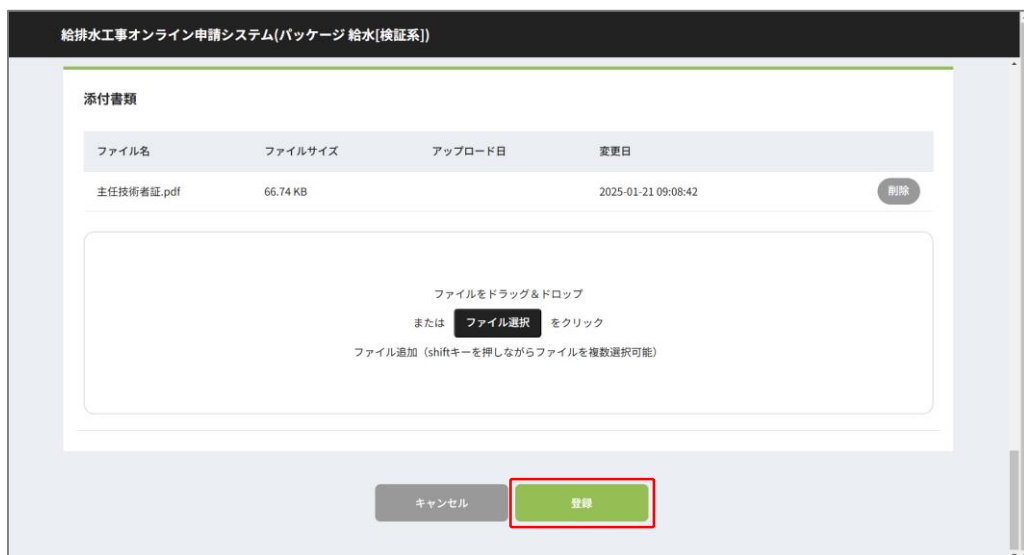 給排水工事オンライン申請システム(パッケージ 給水[検証系])
添付書類
ファイル名 ファイルサイズ アップロード日 変更日
主任技術者証.pdf 66.74 KB 2025-01-21 09:08:42 削除
ファイルをドラッグ＆ドロップ
または ファイル選択 をクリック
ファイル追加（shiftキーを押しながらファイルを複数選択可能）
キャンセル 登録